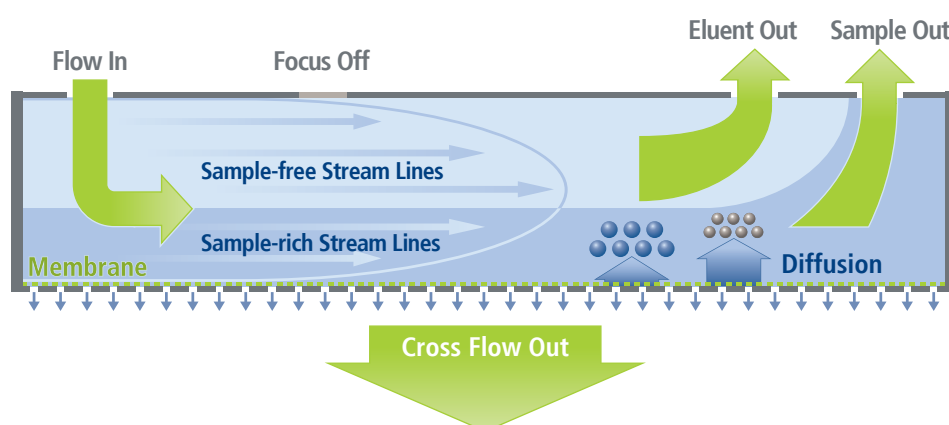 Eluent Out
Sample Out
Flow In
Focus Off
Sample-free Stream Lines
Sample-rich Stream Lines
Membrane
Diffusion
Cross Flow Out